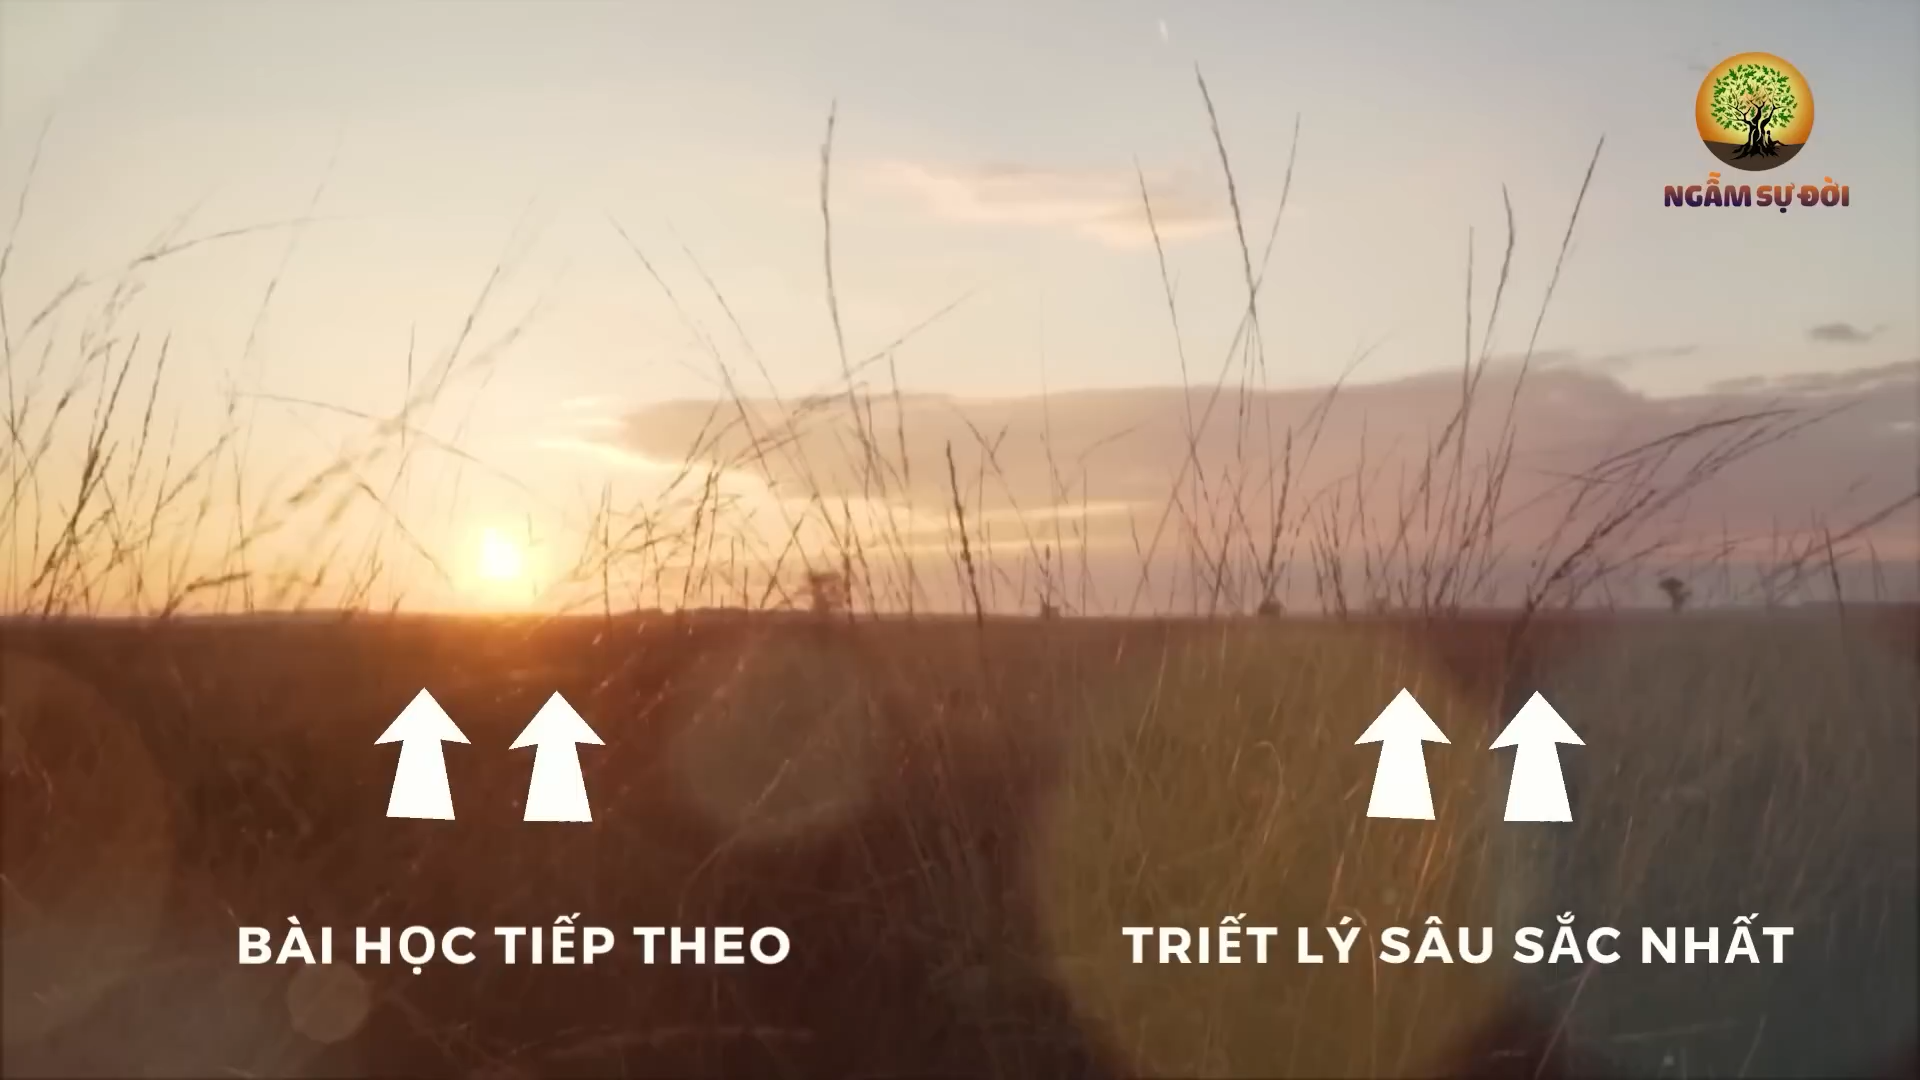 NGẪM SỰ ĐỜI
BÀI HỌC TIẾP THEO
TRIẾT LÝ SÂU SẮC NHẤT